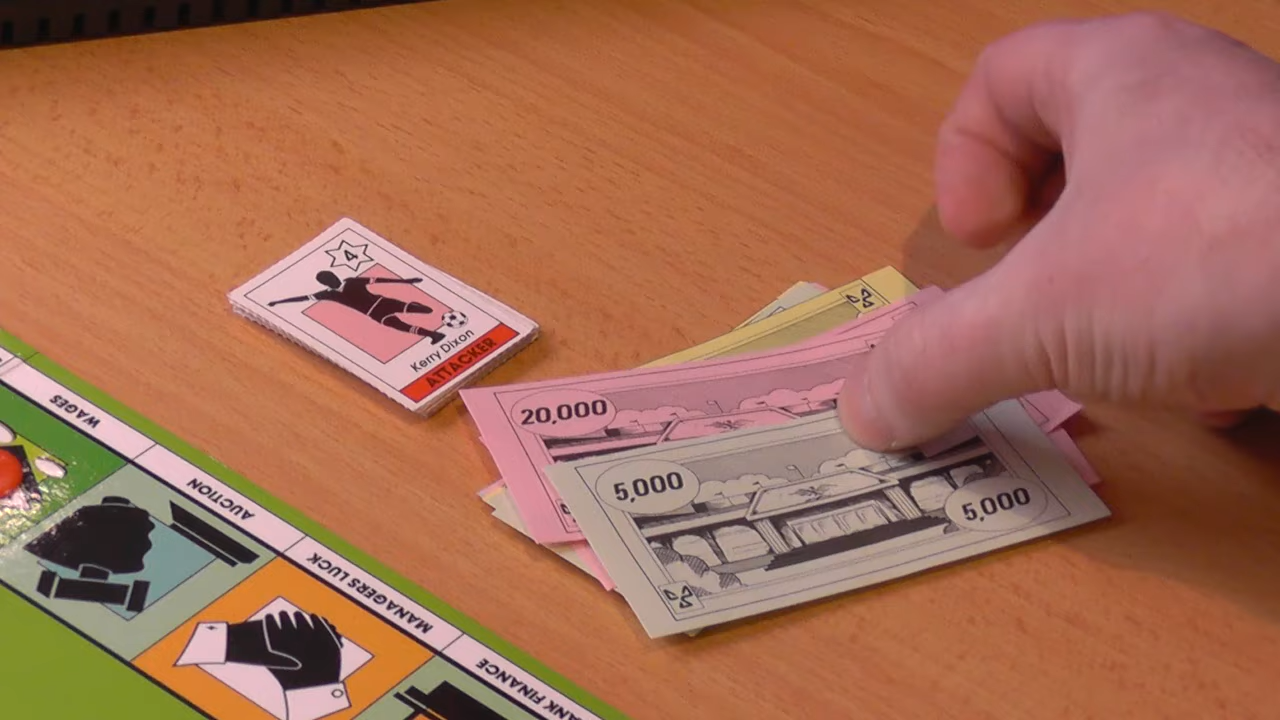 4
Kerry Dixon
ATTACKER
20,000
5,000
5,000
WAGES
AUCTION
MANAGERS LUCK
BANK FINANCE